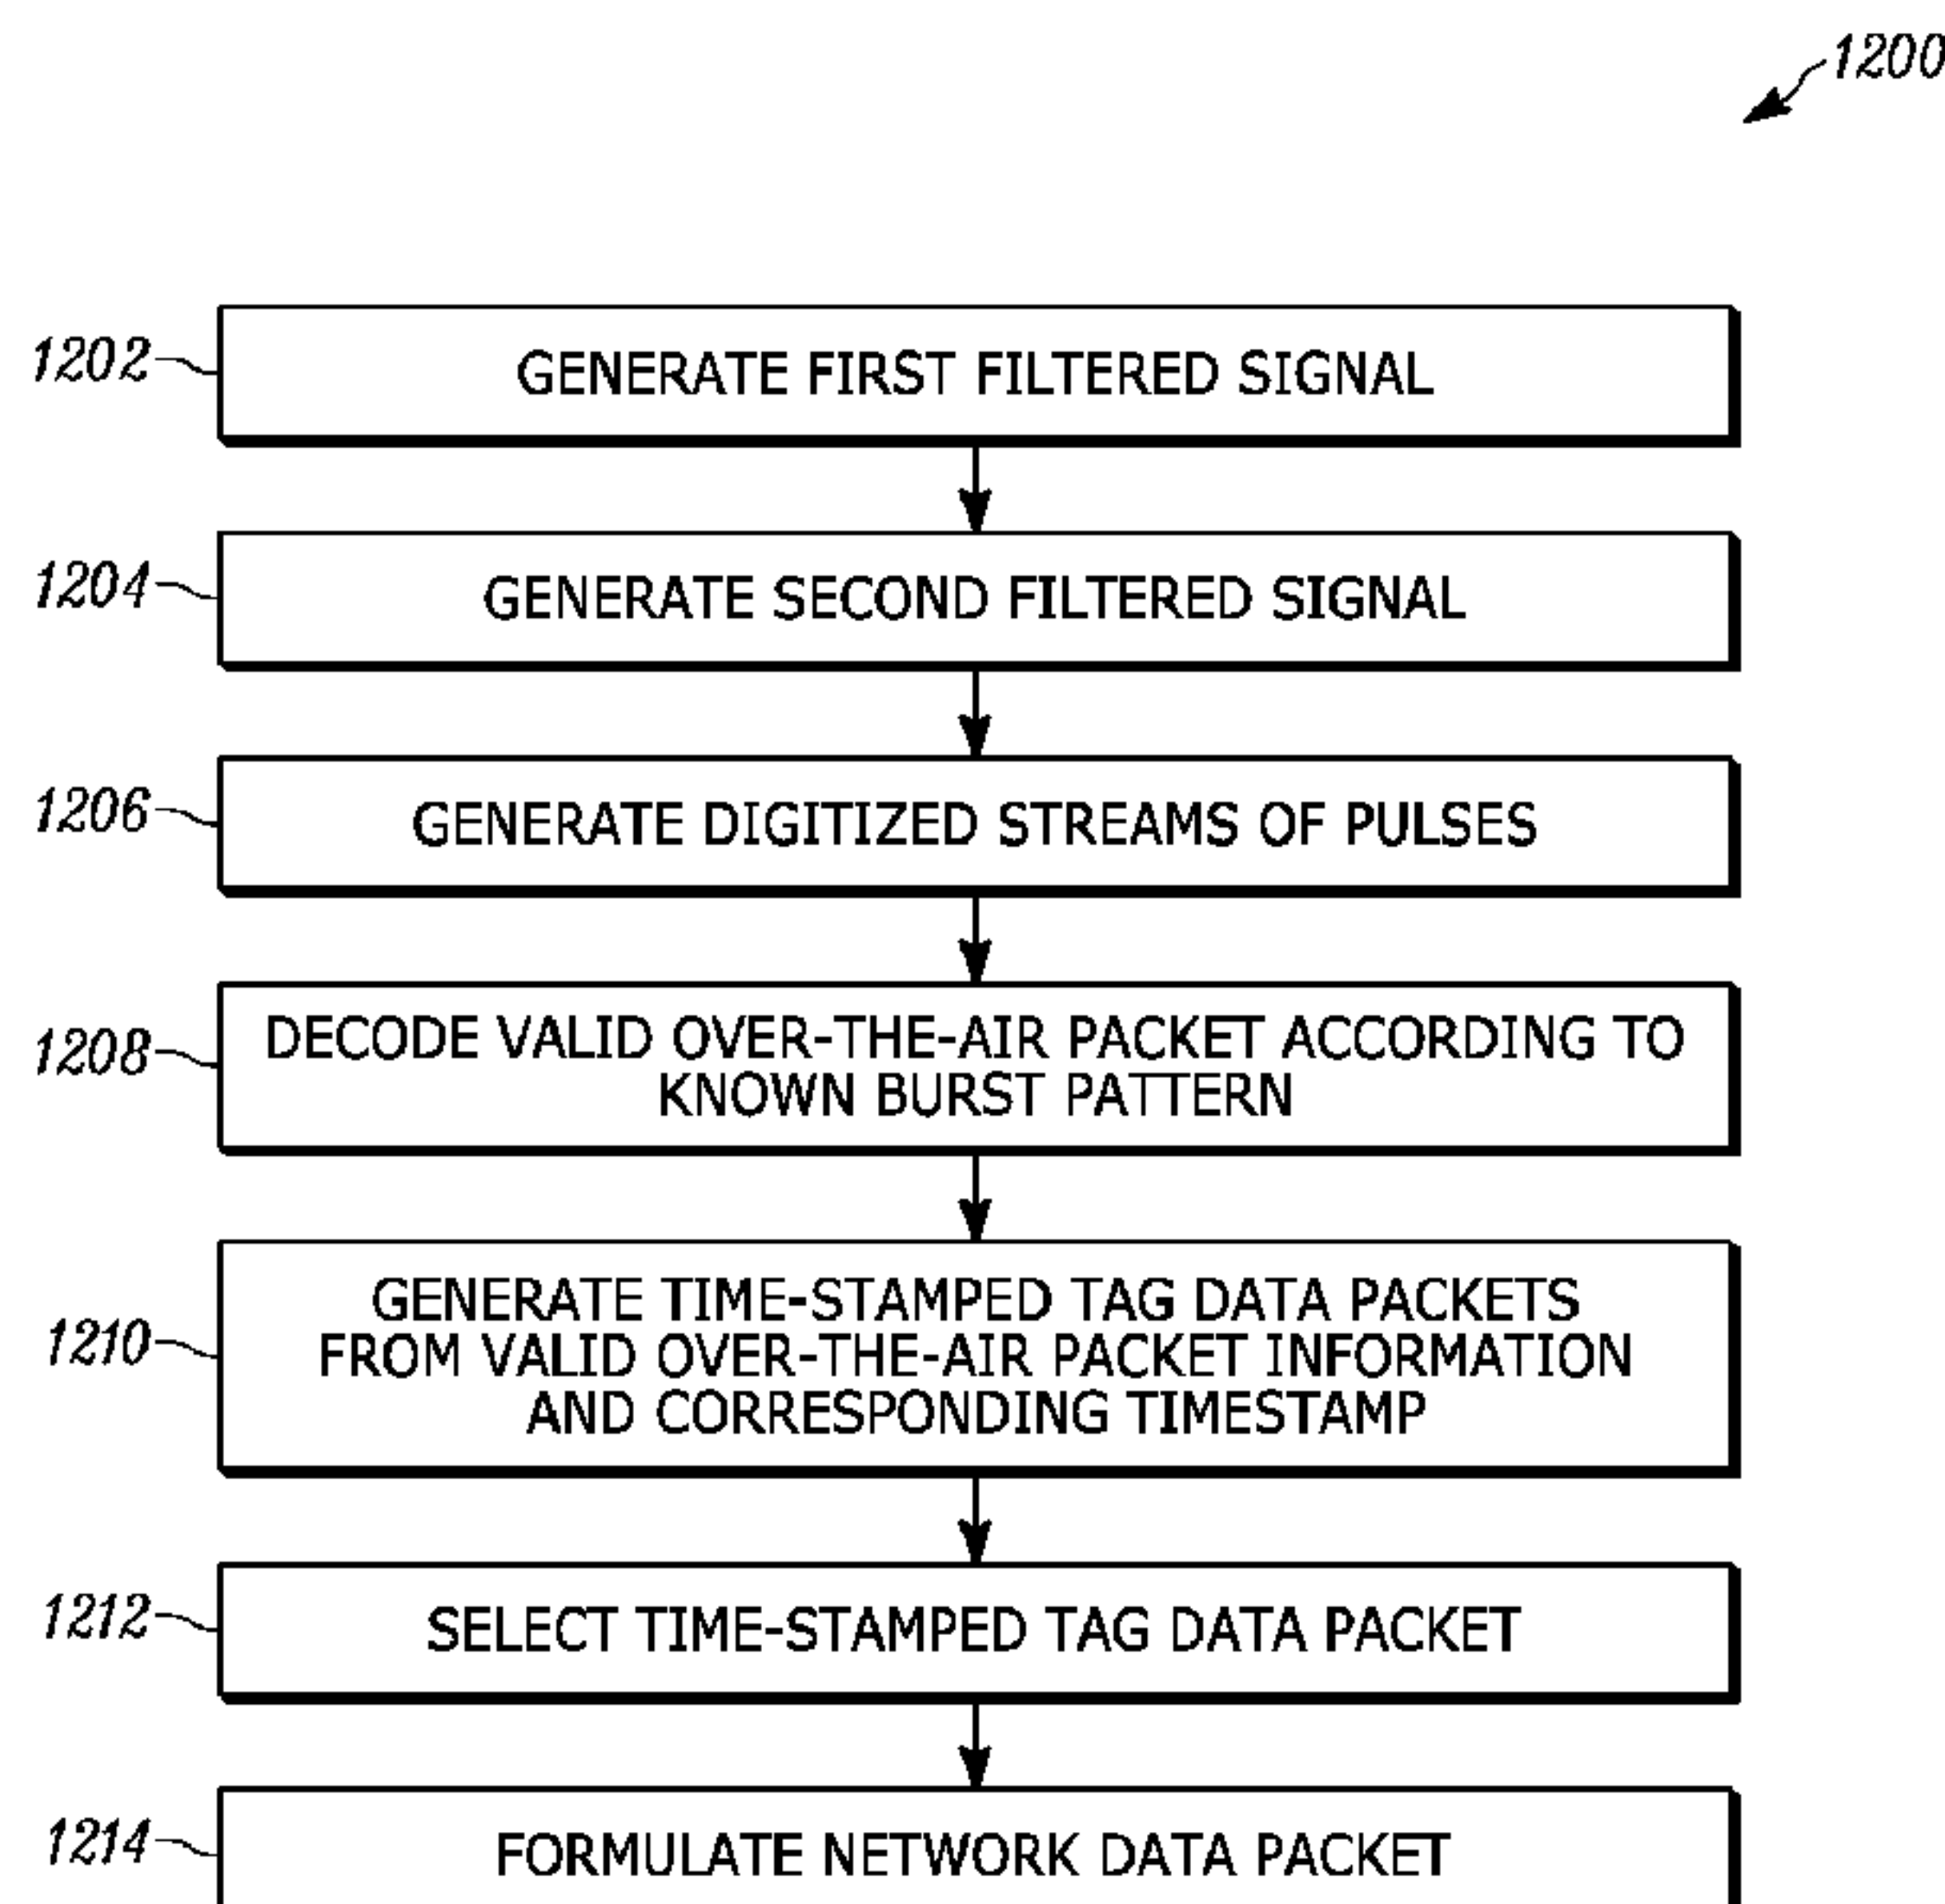 1200
1202
GENERATE FIRST FILTERED SIGNAL
1204
GENERATE SECOND FILTERED SIGNAL
1206
GENERATE DIGITIZED STREAMS OF PULSES
1208
DECODE VALID OVER-THE-AIR PACKET ACCORDING TO
KNOWN BURST PATTERN
1210
GENERATE TIME-STAMPED TAG DATA PACKETS
FROM VALID OVER-THE-AIR PACKET INFORMATION
AND CORRESPONDING TIMESTAMP
1212
SELECT TIME-STAMPED TAG DATA PACKET
1214
FORMULATE NETWORK DATA PACKET